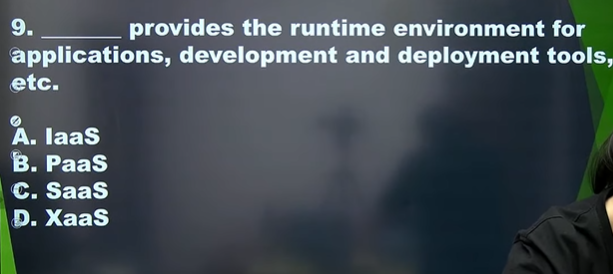 9. _______ provides the runtime environment for
applications, development and deployment tools,
etc.
A. IaaS
B. PaaS
C. SaaS
D. XaaS